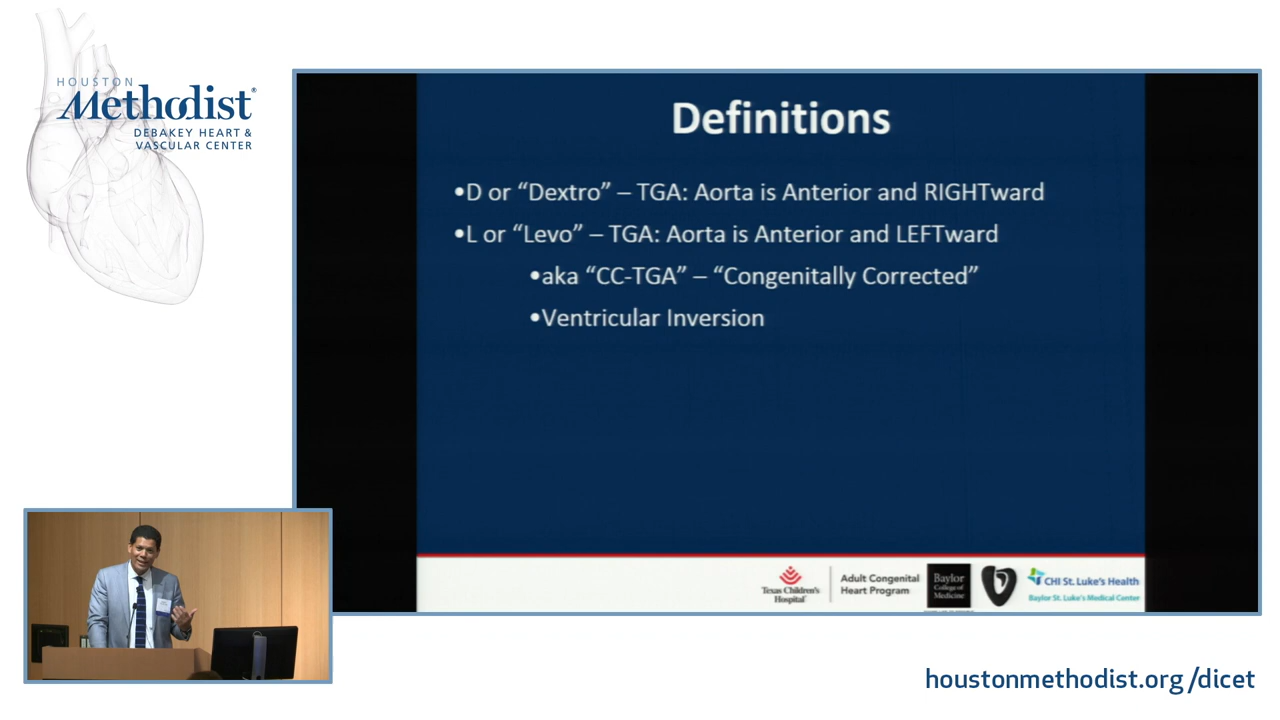 HOUSTON
Methodist®
DEBAKEY HEART &
VASCULAR CENTER
Definitions
•D or “Dextro” – TGA: Aorta is Anterior and RIGHTward
•L or “Levo” – TGA: Aorta is Anterior and LEFTward
•aka “CC-TGA” – “Congenitally Corrected”
•Ventricular Inversion
Texas Children's
Hospital
Adult Congenital
Heart Program
Baylor
College of
Medicine
CHI St. Luke's Health
Baylor St. Luke's Medical Center
houstonmethodist.org/dicet